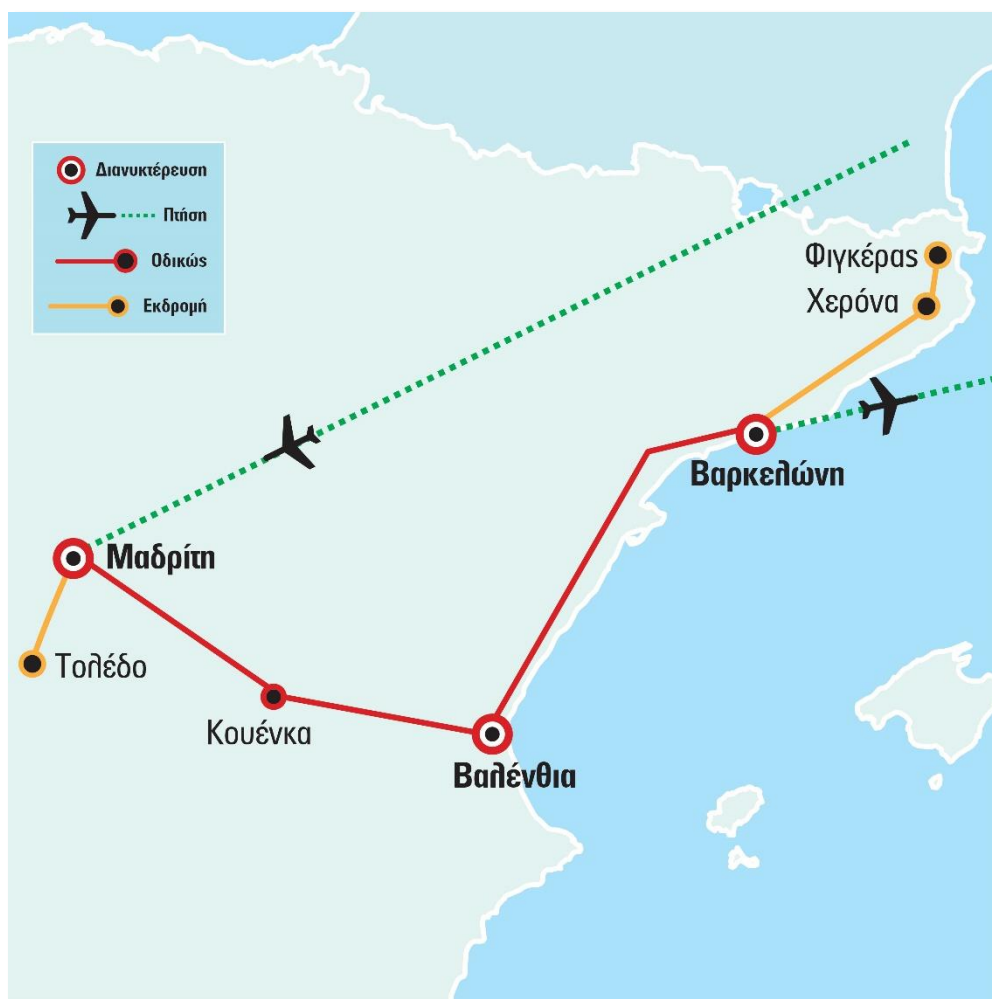 Διανυκτέρευση
Πτήση
Οδικώς
Εκδρομή
Φιγκέρας
Χερόνα
Βαρκελώνη
Μαδρίτη
Τολέδο
Κουένκα
Βαλένθια